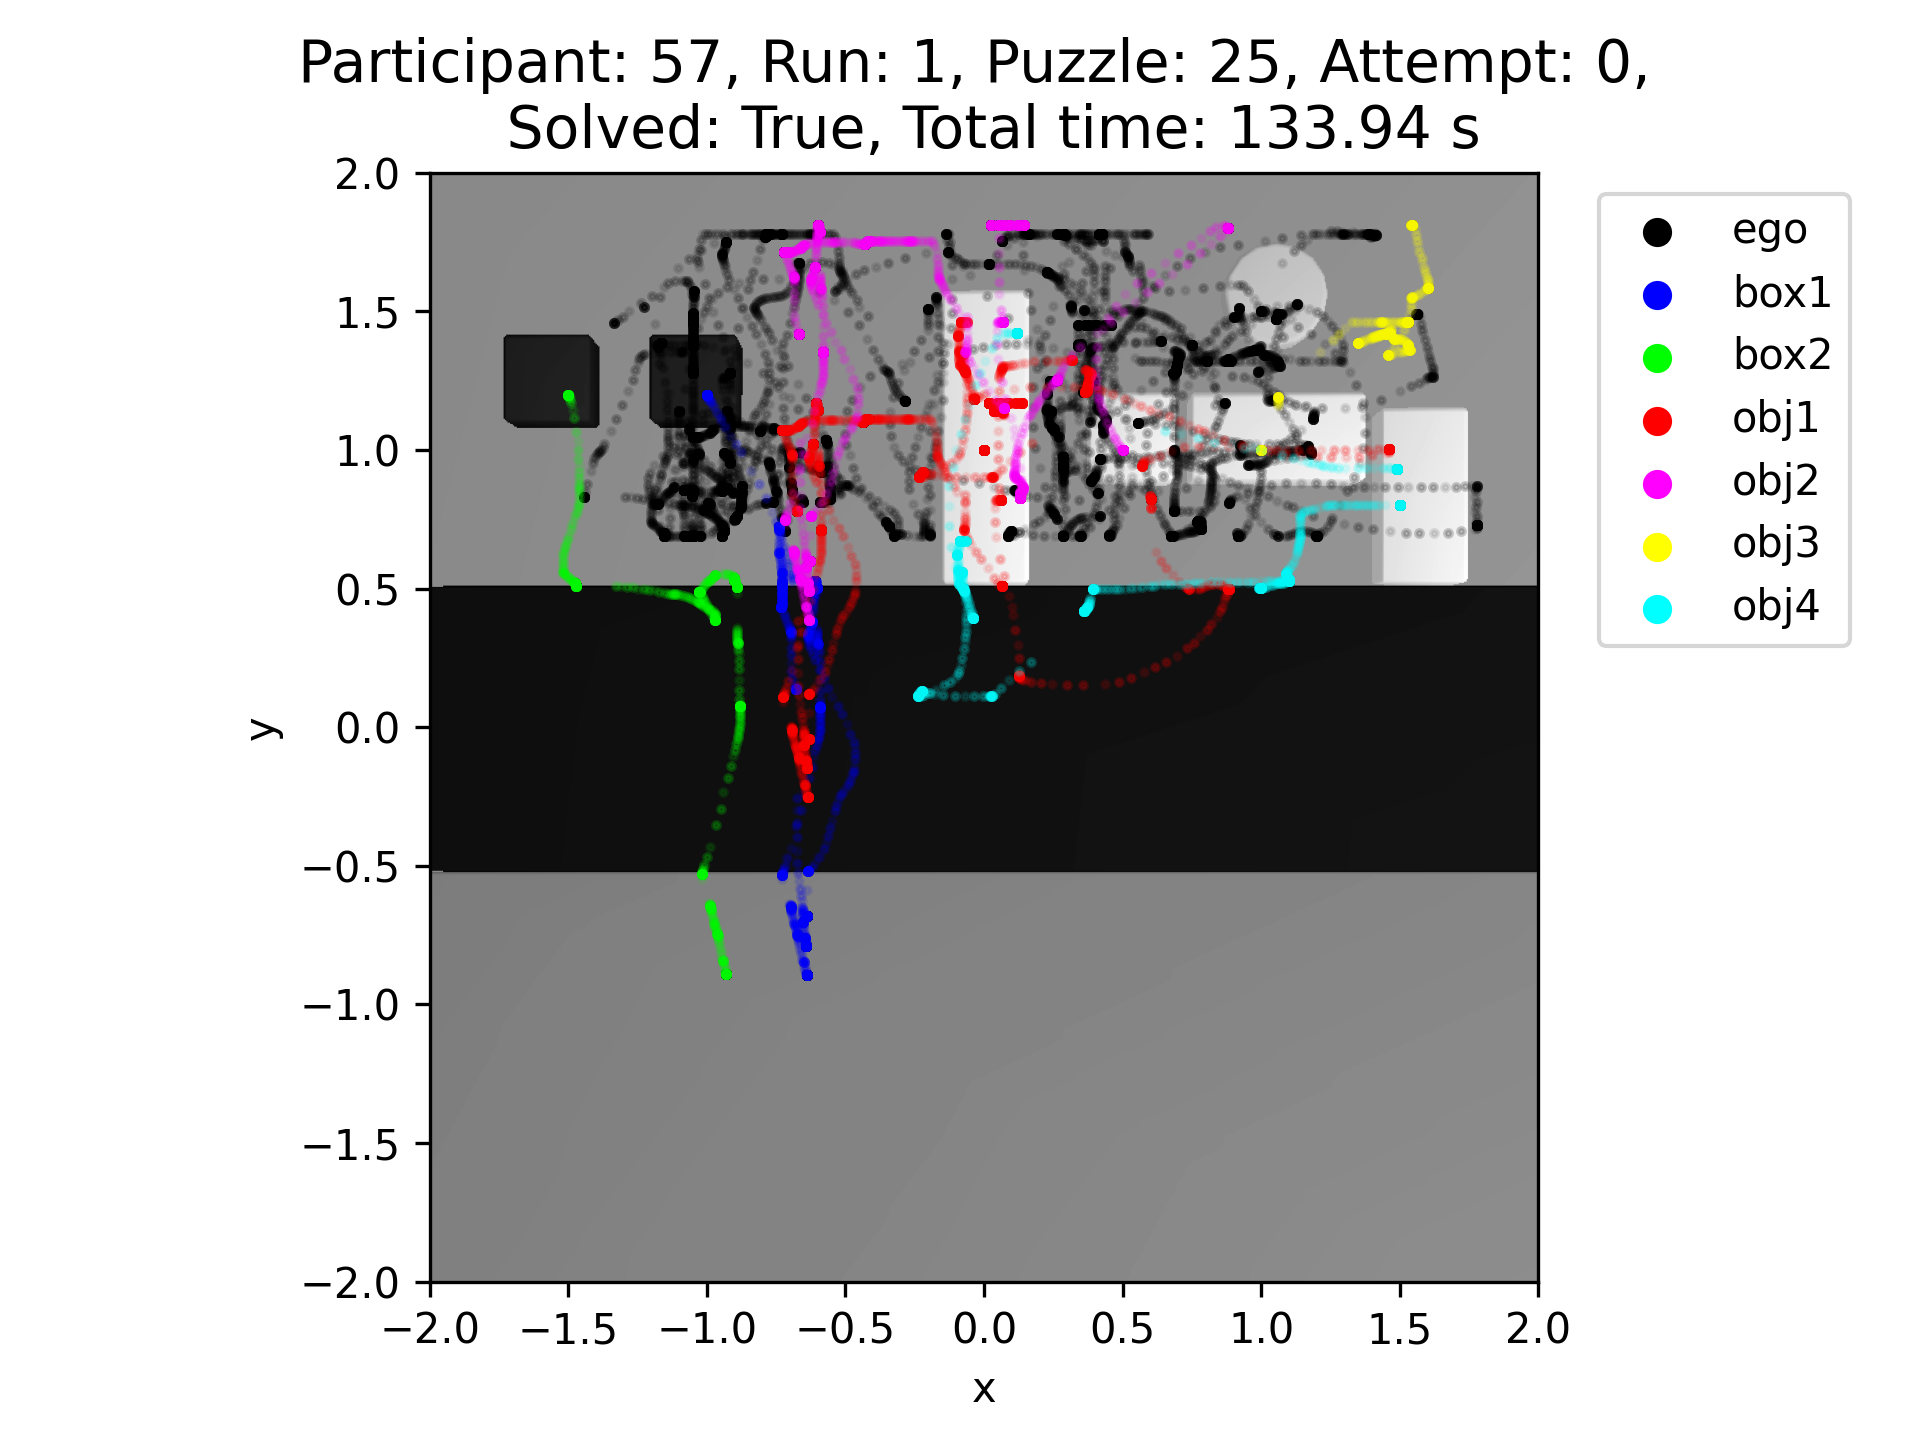 Participant: 57, Run: 1, Puzzle: 25, Attempt: 0,
Solved: True, Total time: 133.94 s
2.0
1.5
1.0
0.5
0.0
−0.5
−1.0
−1.5
−2.0
y
−2.0 −1.5 −1.0 −0.5 0.0 0.5 1.0 1.5 2.0
x
ego
box1
box2
obj1
obj2
obj3
obj4